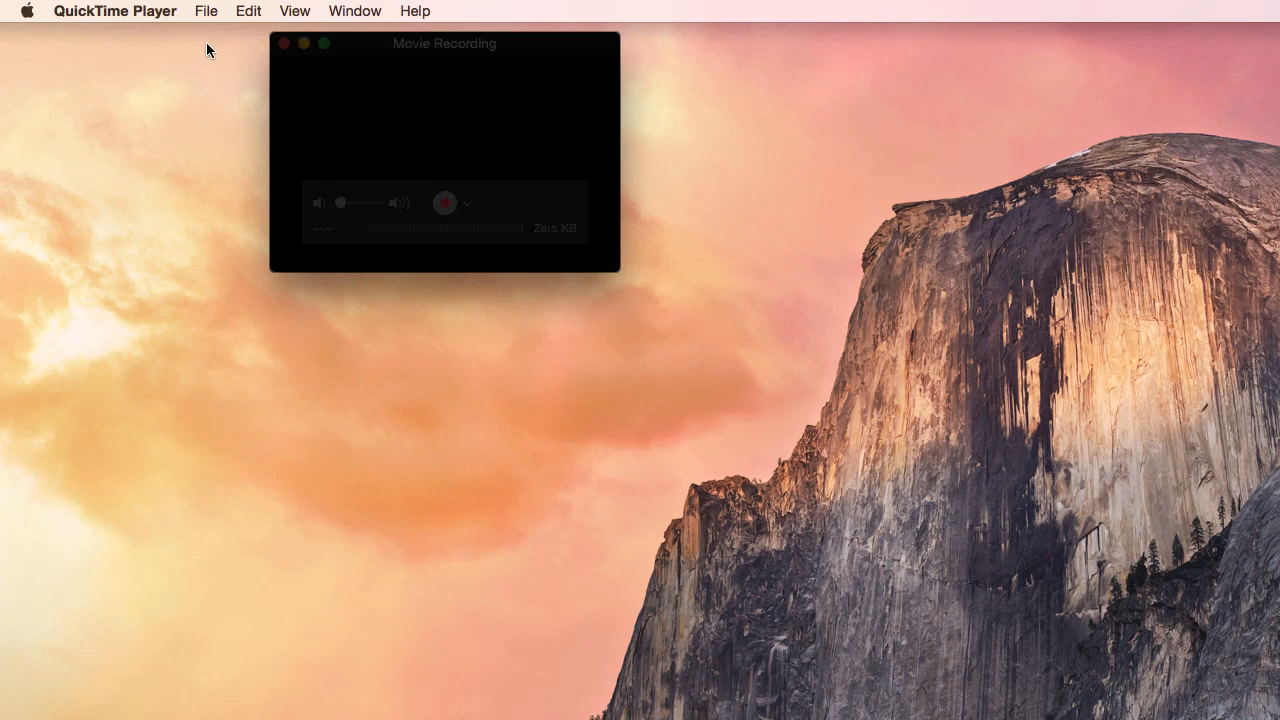 QuickTime Player File Edit View Window Help
Movie Recording
--:-- Zero KB